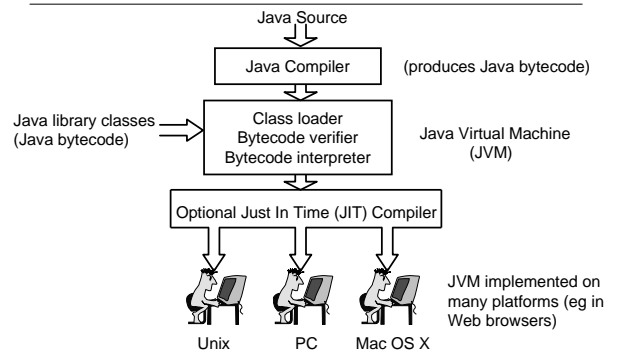 Java Source
Java Compiler
(produces Java bytecode)
Java library classes
(Java bytecode)
Class loader
Bytecode verifier
Bytecode interpreter
Java Virtual Machine
(JVM)
Optional Just In Time (JIT) Compiler
JVM implemented on
many platforms (eg in
Web browsers)
Unix
PC
Mac OS X